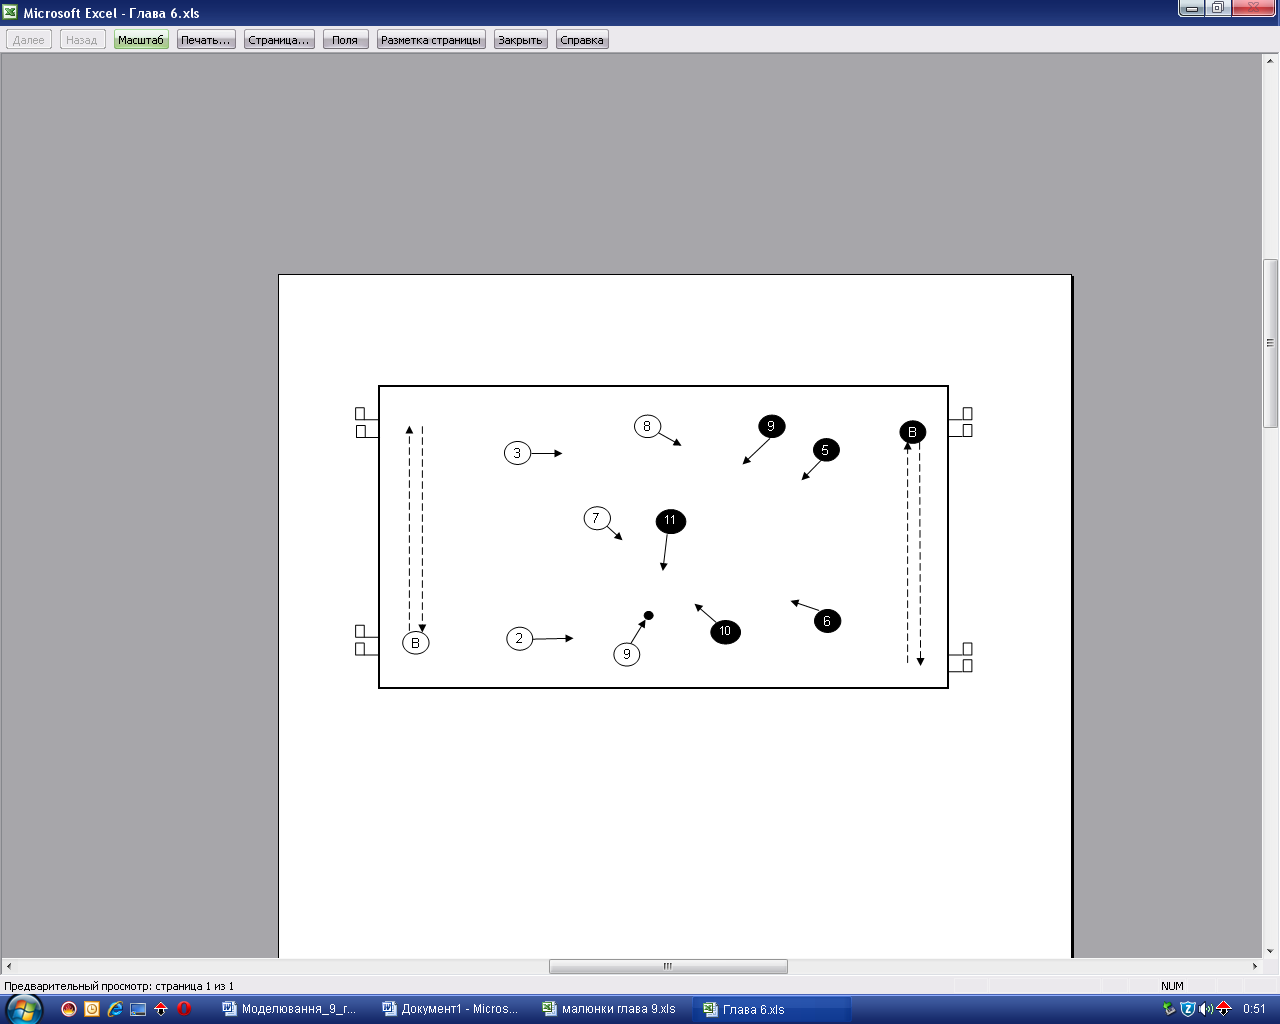 Microsoft Excel - Глава 6.xls
Далее Назад Масштаб Печать... Страница... Поля Разметка страницы Закрыть Справка
8 9 В
3 5
7 11
2 9 10 6
В
Предварительный просмотр: страница 1 из 1 NUM
Моделювання_9_г... Документ1 - Micros... малюнки глава 9.xls Глава 6.xls 0:51